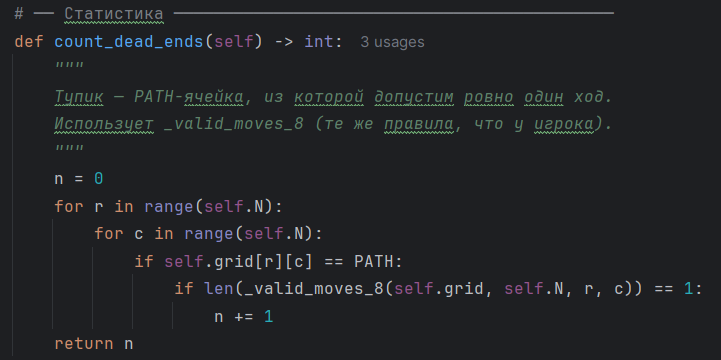 # — Статистика ————————————————————————
def count_dead_ends(self) -> int:  3 usages
    """
    Тупик — PATH-ячейка, из которой допустим ровно один ход.
    Использует _valid_moves_8 (те же правила, что у игрока).
    """
    n = 0
    for r in range(self.N):
        for c in range(self.N):
            if self.grid[r][c] == PATH:
                if len(_valid_moves_8(self.grid, self.N, r, c)) == 1:
                    n += 1
    return n